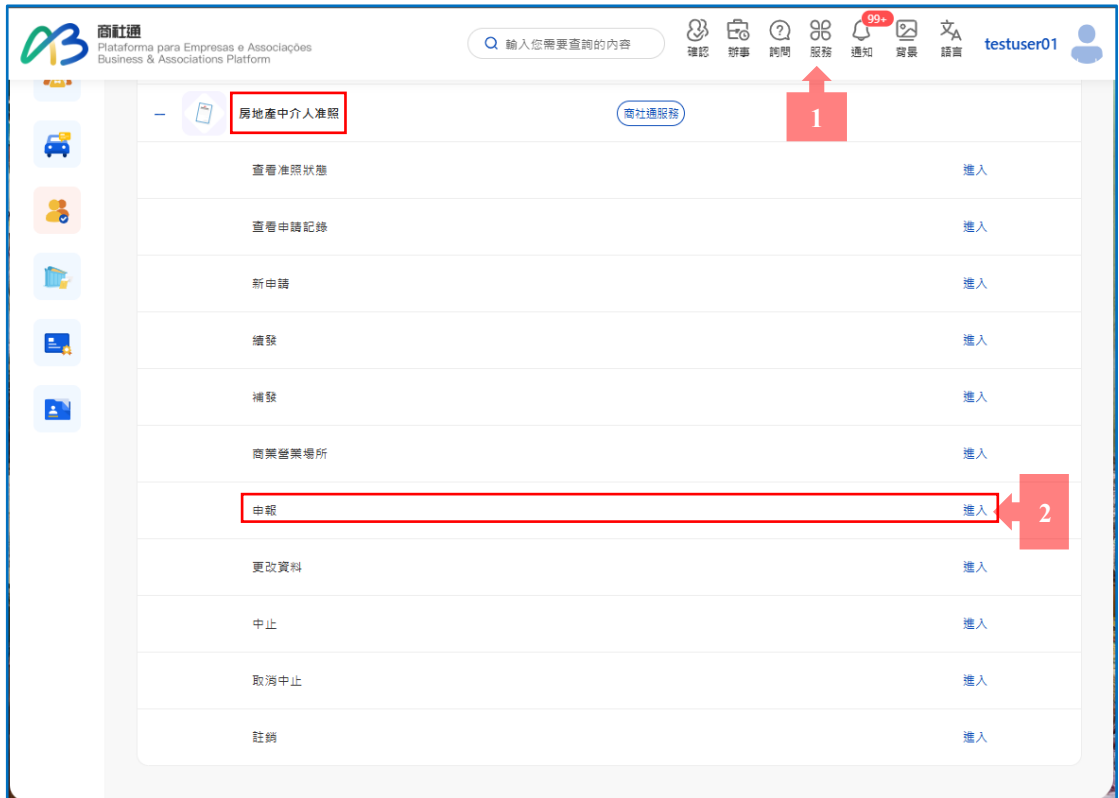 商社通
Plataforma para Empresas e Associações
Business & Associations Platform
輸入您需要查詢的內容
確認
辦事
詢問
服務
99+
通知
背景
語言
testuser01
1
房地產中介人准照
商社通服務
查看准照狀態 進入
查看申請記錄 進入
新申請 進入
續發 進入
補發 進入
商業營業場所 進入
申報 進入
2
更改資料 進入
中止 進入
取消中止 進入
註銷 進入